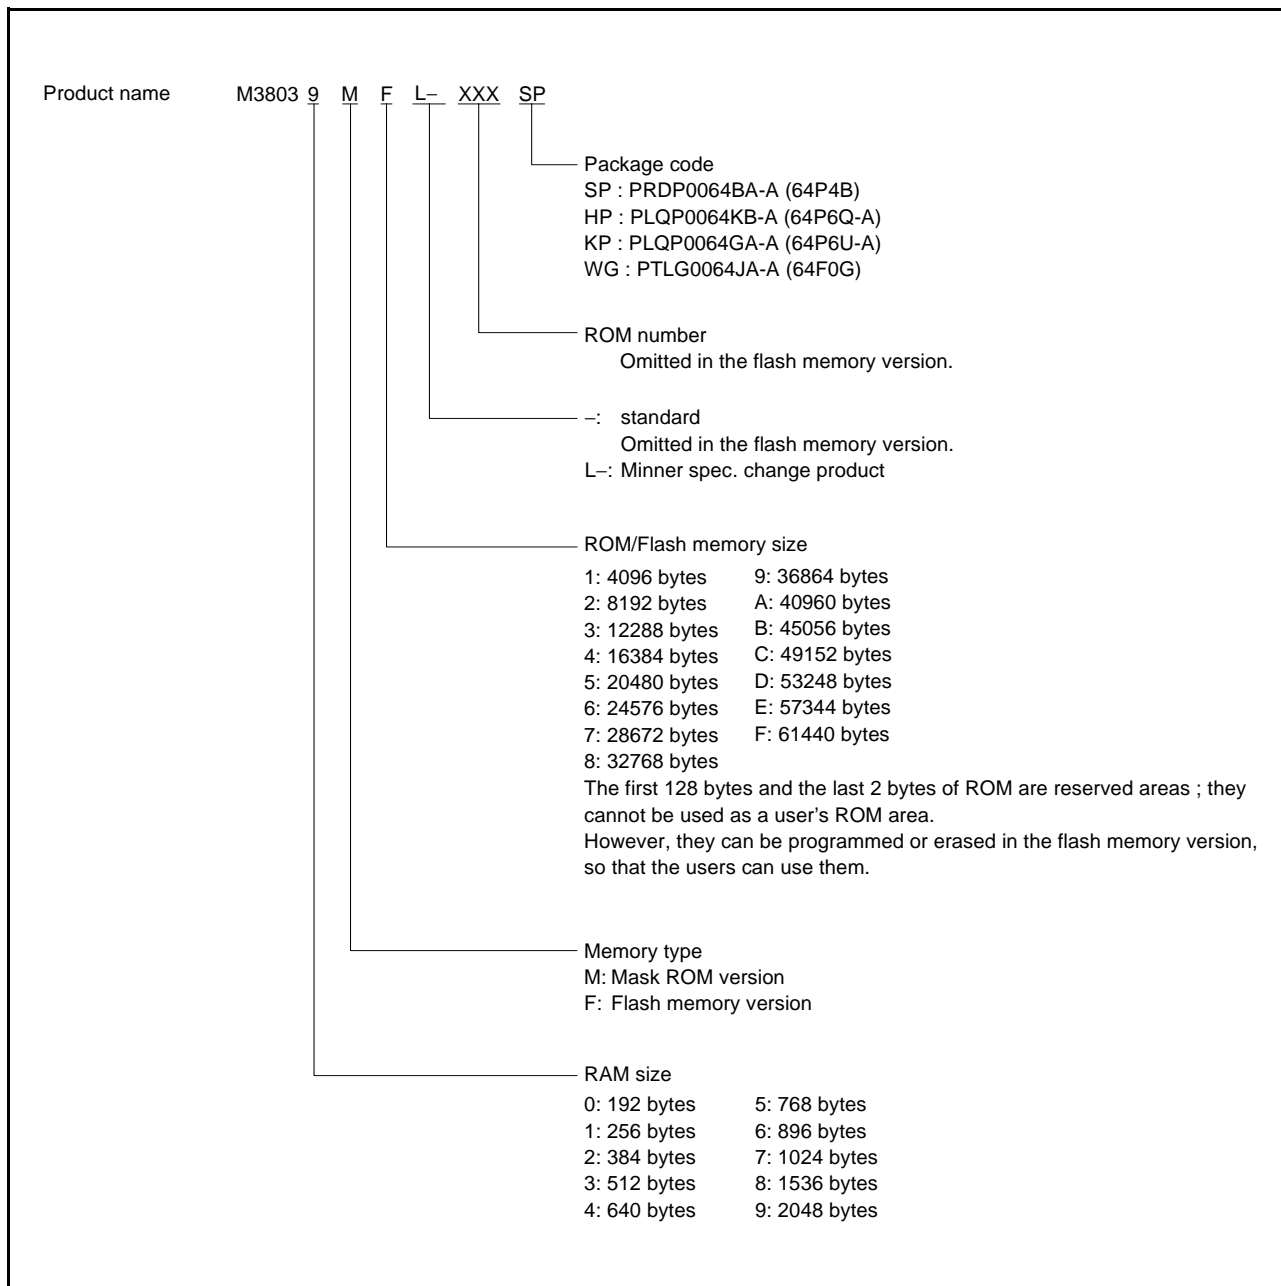 Product name M3803 9 M F L– XXX SP
Package code
SP : PRDP0064BA-A (64P4B)
HP : PLQP0064KB-A (64P6Q-A)
KP : PLQP0064GA-A (64P6U-A)
WG : PTLG0064JA-A (64F0G)
ROM number
Omitted in the flash memory version.
–: standard
Omitted in the flash memory version.
L–: Minner spec. change product
ROM/Flash memory size
1: 4096 bytes 9: 36864 bytes
2: 8192 bytes A: 40960 bytes
3: 12288 bytes B: 45056 bytes
4: 16384 bytes C: 49152 bytes
5: 20480 bytes D: 53248 bytes
6: 24576 bytes E: 57344 bytes
7: 28672 bytes F: 61440 bytes
8: 32768 bytes
The first 128 bytes and the last 2 bytes of ROM are reserved areas ; they
cannot be used as a user's ROM area.
However, they can be programmed or erased in the flash memory version,
so that the users can use them.
Memory type
M: Mask ROM version
F: Flash memory version
RAM size
0: 192 bytes 5: 768 bytes
1: 256 bytes 6: 896 bytes
2: 384 bytes 7: 1024 bytes
3: 512 bytes 8: 1536 bytes
4: 640 bytes 9: 2048 bytes